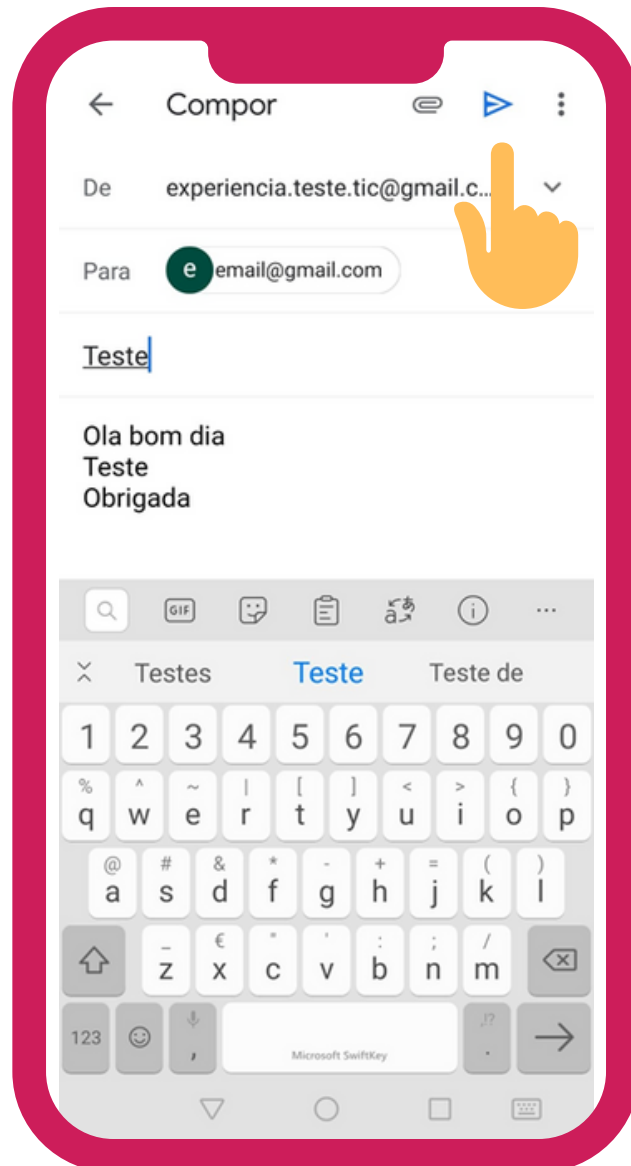 Compor
De experiencia.teste.tic@gmail.c...
Para e email@gmail.com
Teste
Ola bom dia
Teste
Obrigada
GIF
Testes Teste Teste de
1 2 3 4 5 6 7 8 9 0
% ^ ~ | [ ] < > { }
q w e r t y u i o p
@ # & * - + = ( )
a s d f g h j k l
_ € " ' : ; /
z x c v b n m
,!?
123 , Microsoft SwiftKey .